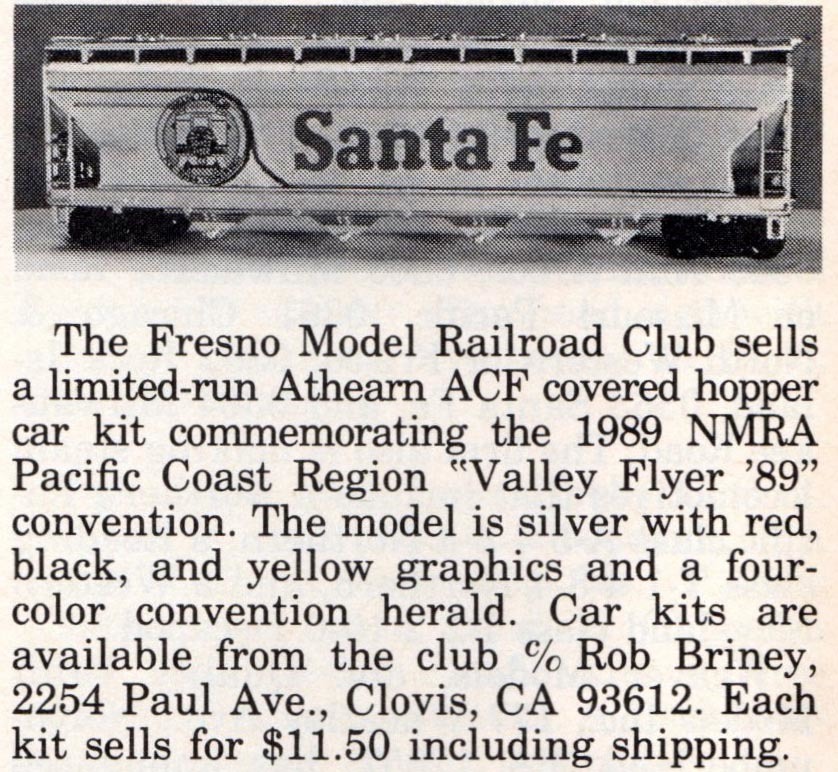 Santa Fe
The Fresno Model Railroad Club sells
a limited-run Athearn ACF covered hopper
car kit commemorating the 1989 NMRA
Pacific Coast Region “Valley Flyer ’89”
convention. The model is silver with red,
black, and yellow graphics and a four-
color convention herald. Car kits are
available from the club ℅ Rob Briney,
2254 Paul Ave., Clovis, CA 93612. Each
kit sells for $11.50 including shipping.